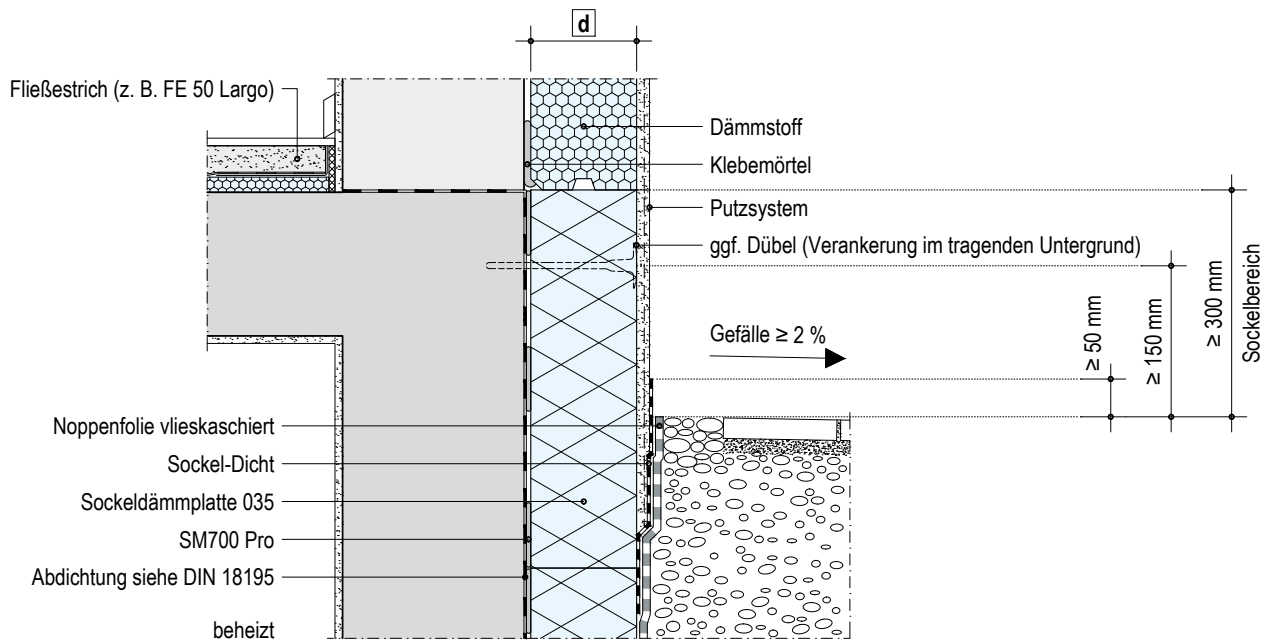 d
Fließestrich (z. B. FE 50 Largo)
Dämmstoff
Klebemörtel
Putzsystem
ggf. Dübel (Verankerung im tragenden Untergrund)
Gefälle ≥ 2 %
≥ 50 mm
≥ 150 mm
≥ 300 mm
Sockelbereich
Noppenfolie vlieskaschiert
Sockel-Dicht
Sockeldämmplatte 035
SM700 Pro
Abdichtung siehe DIN 18195
beheizt